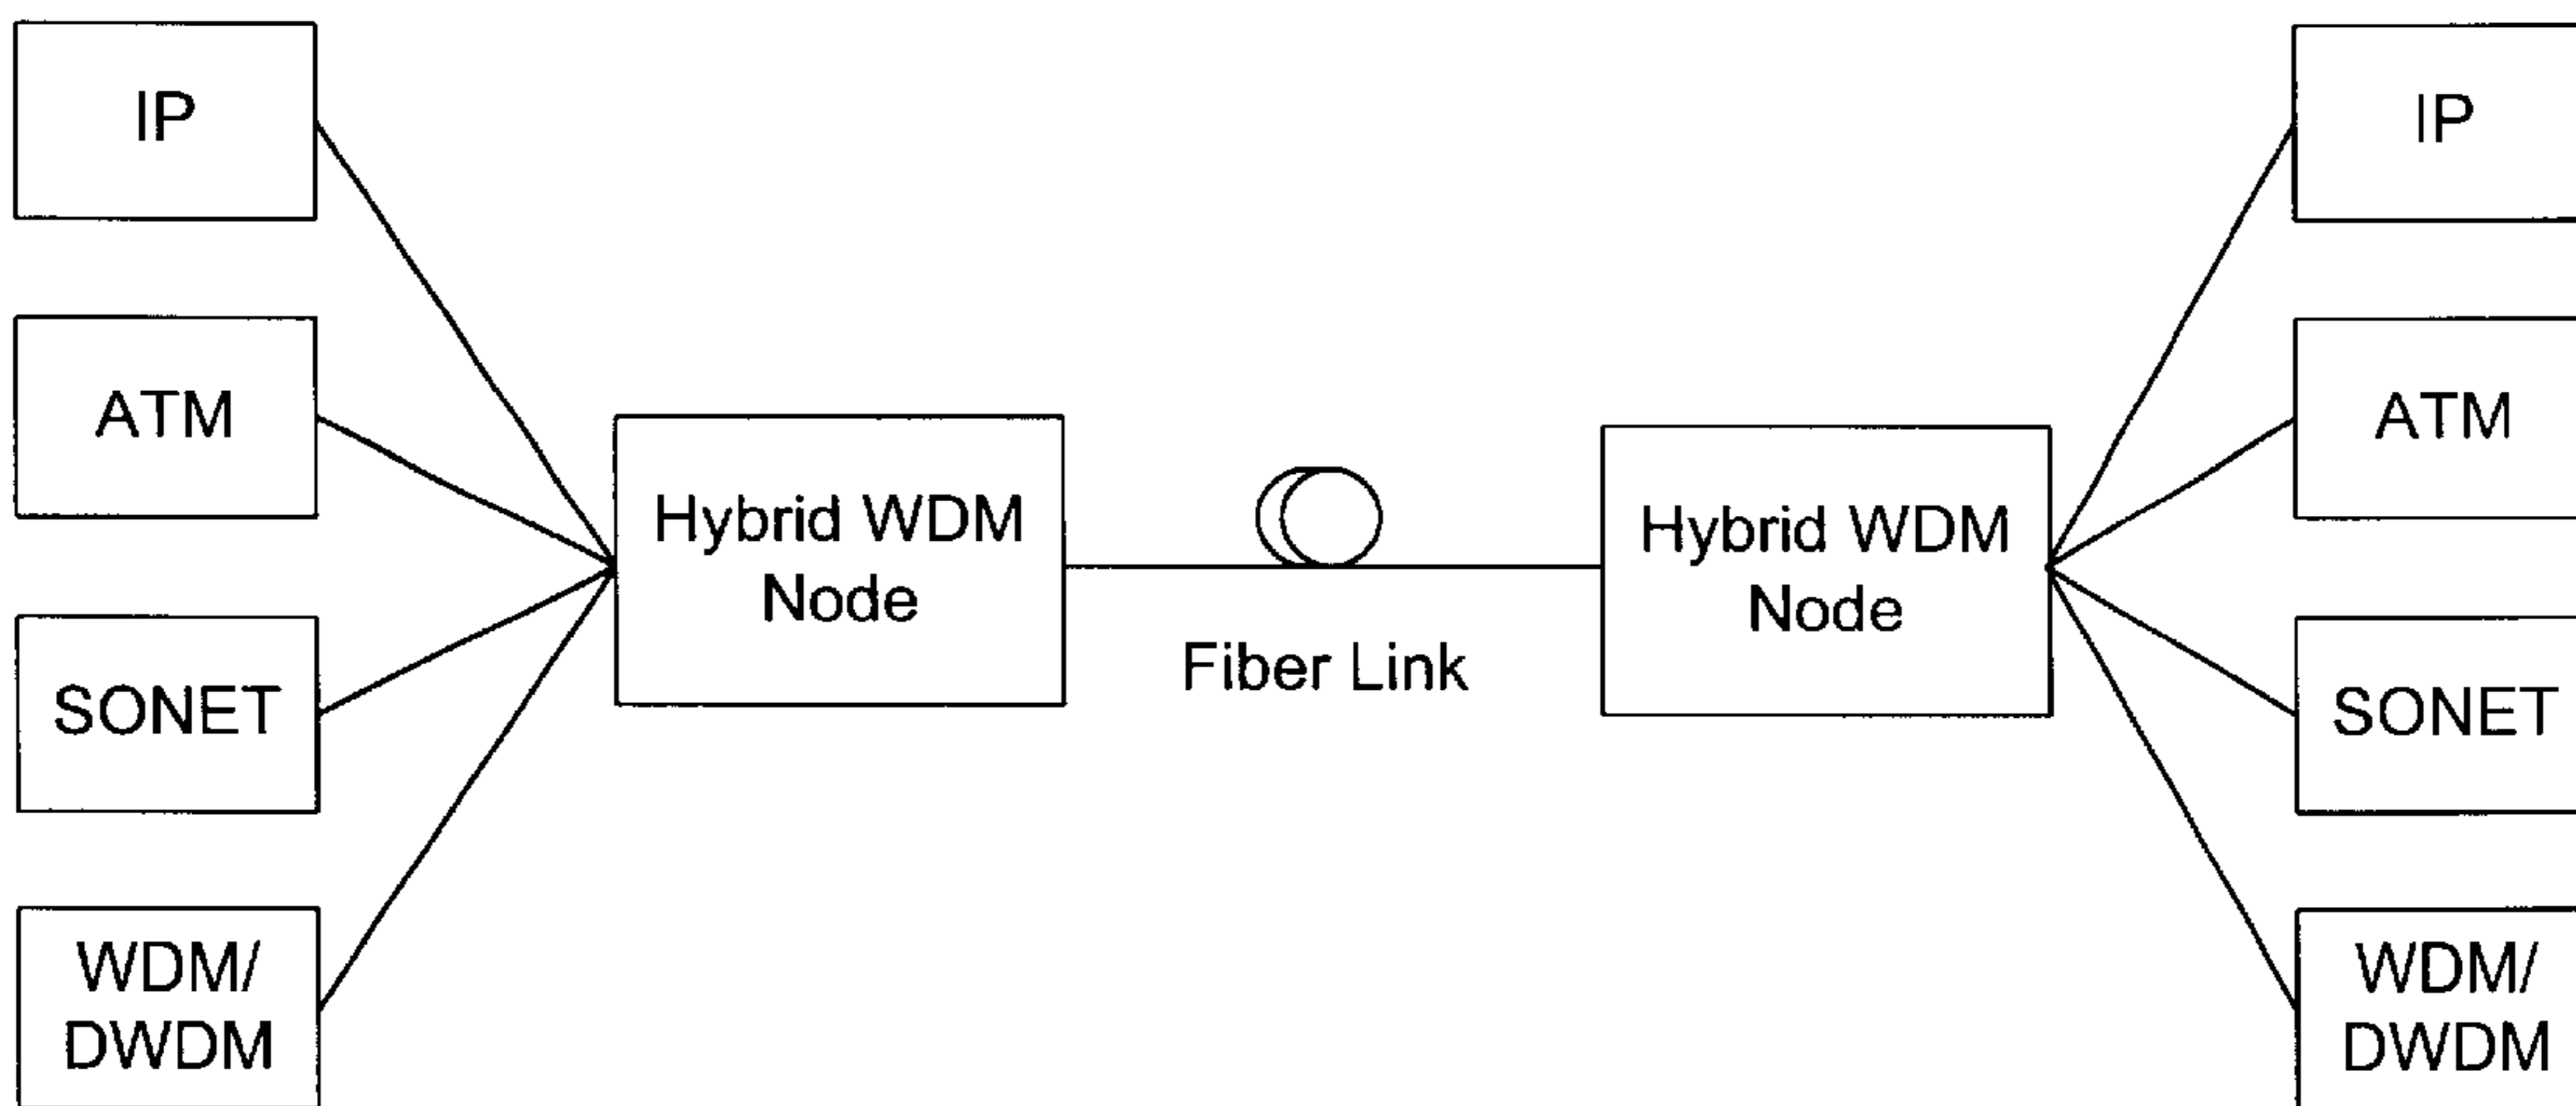 IP
ATM
SONET
WDM/
DWDM
Hybrid WDM
Node
Fiber Link
Hybrid WDM
Node
IP
ATM
SONET
WDM/
DWDM